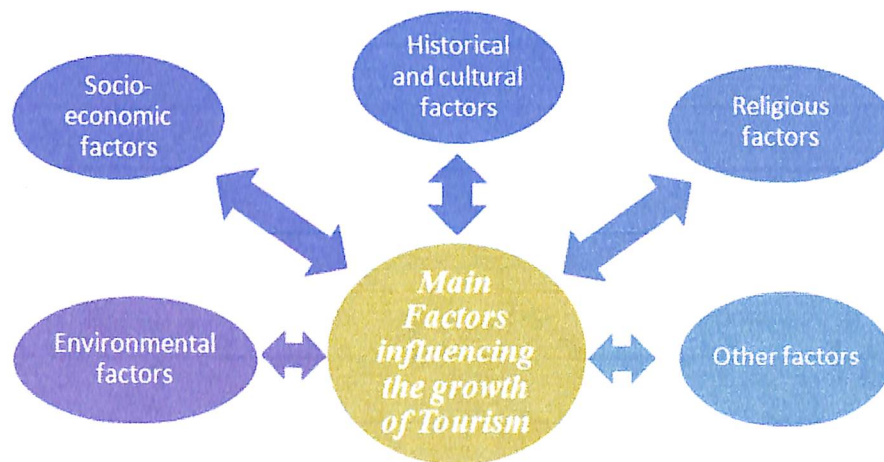 Socio-
economic
factors
Historical
and cultural
factors
Religious
factors
Environmental
factors
Main
Factors
influencing
the growth
of Tourism
Other factors